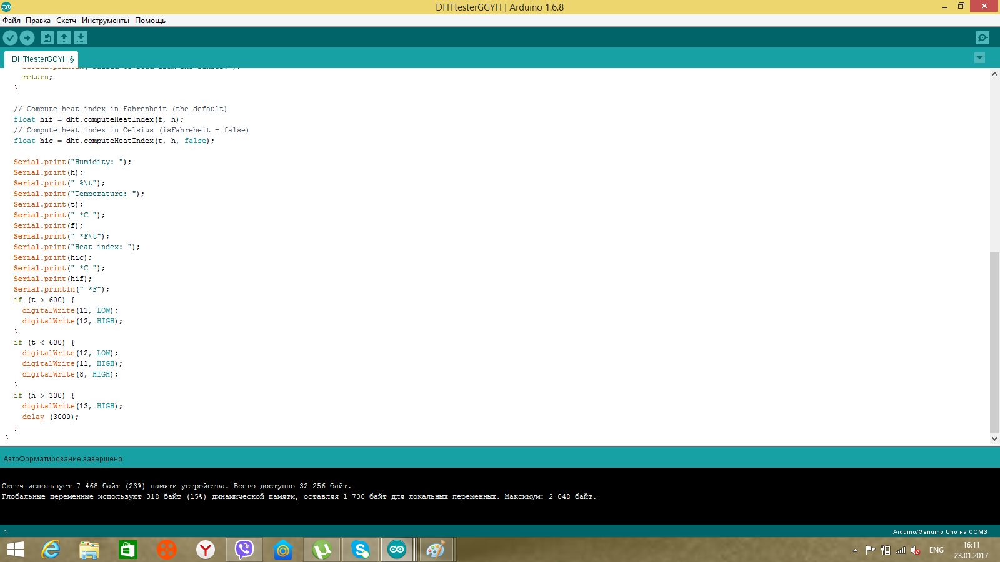 DHTtesterGGYH | Arduino 1.6.8
Файл Правка Скетч Инструменты Помощь
DHTtesterGGYH §
return;
}
// Compute heat index in Fahrenheit (the default)
float hif = dht.computeHeatIndex(f, h);
// Compute heat index in Celsius (isFahreheit = false)
float hic = dht.computeHeatIndex(t, h, false);
Serial.print("Humidity: ");
Serial.print(h);
Serial.print(" %\t");
Serial.print("Temperature: ");
Serial.print(t);
Serial.print(" *C ");
Serial.print(f);
Serial.print(" *F\t");
Serial.print("Heat index: ");
Serial.print(hic);
Serial.print(" *C ");
Serial.print(hif);
Serial.println(" *F");
if (t > 600) {
digitalWrite(11, LOW);
digitalWrite(12, HIGH);
}
if (t < 600) {
digitalWrite(12, LOW);
digitalWrite(11, HIGH);
digitalWrite(8, HIGH);
}
if (h > 300) {
digitalWrite(13, HIGH);
delay (3000);
}
}
АвтоФорматирование завершено.
Скетч использует 7 468 байт (23%) памяти устройства. Всего доступно 32 256 байт.
Глобальные переменные используют 318 байт (15%) динамической памяти, оставляя 1 730 байт для локальных переменных. Максимум: 2 048 байт.
1
Arduino/Genuino Uno на COM3
ENG
16:11
23.01.2017